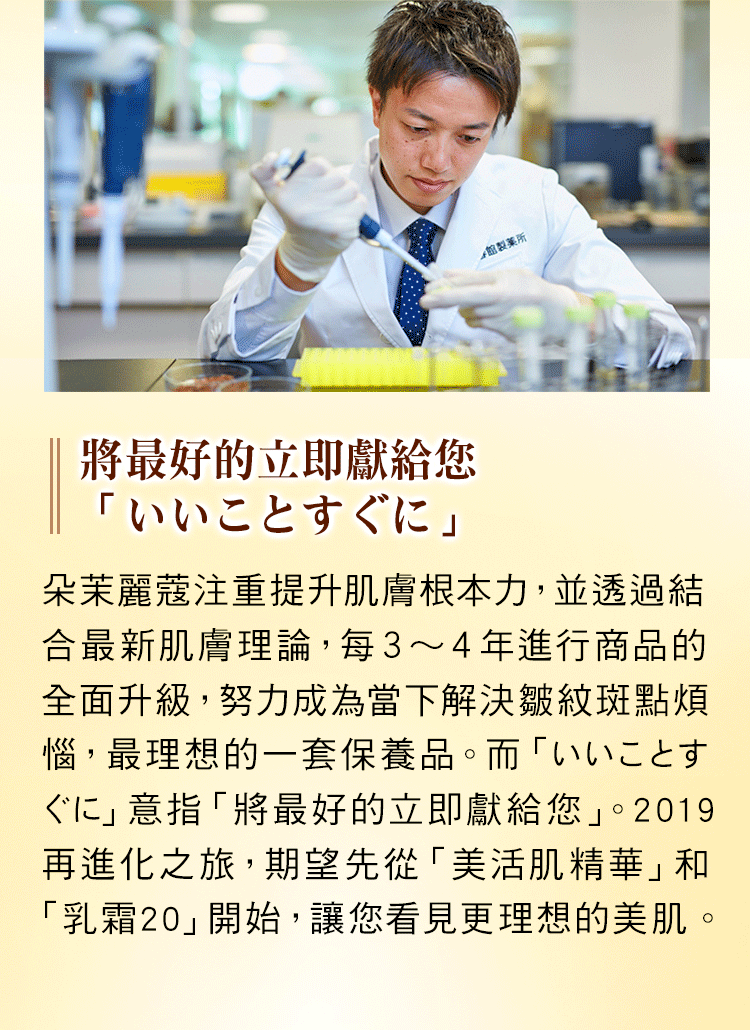 館製薬所
將最好的立即獻給您
「いいことすぐに」
朵茉麗蔻注重提升肌膚根本力，並透過結
合最新肌膚理論，每3～4年進行商品的
全面升級，努力成為當下解決皺紋斑點煩
惱，最理想的一套保養品。而「いいことす
ぐに」意指「將最好的立即獻給您」。2019
再進化之旅，期望先從「美活肌精華」和
「乳霜20」開始，讓您看見更理想的美肌。